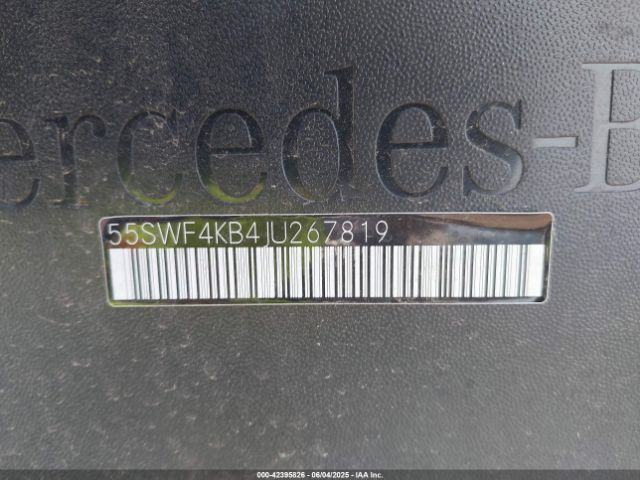 ercedes-B
55SWF4KB4JU267819
000-42395826 - 06/04/2025 - IAA Inc.